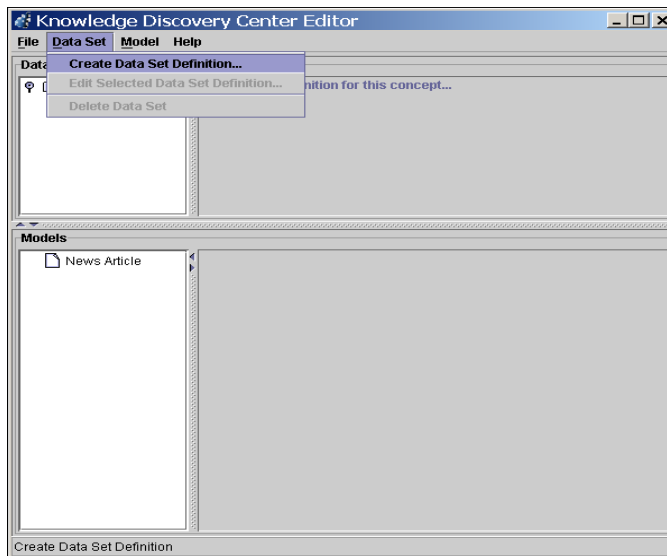 Knowledge Discovery Center Editor
File Data Set Model Help
Data
Create Data Set Definition...
Edit Selected Data Set Definition...
nition for this concept...
Delete Data Set
Models
News Article
Create Data Set Definition